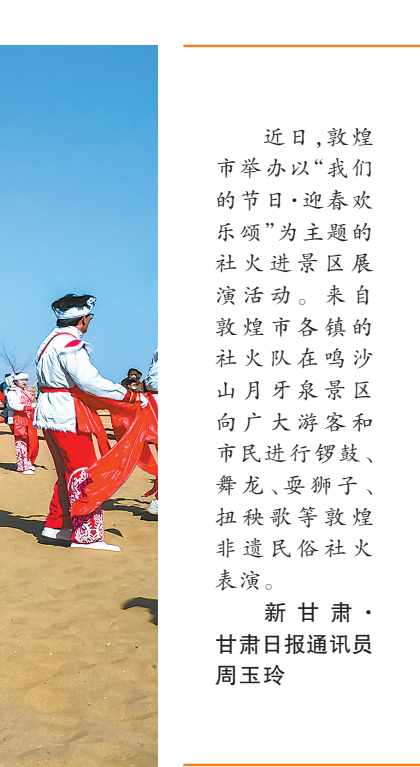 近日,敦煌
市举办以“我们
的节日·迎春欢
乐颂”为主题的
社火进景区展
演活动。来自
敦煌市各镇的
社火队在鸣沙
山月牙泉景区
向广大游客和
市民进行锣鼓、
舞龙、耍狮子、
扭秧歌等敦煌
非遗民俗社火
表演。
新甘肃·
甘肃日报通讯员
周玉玲